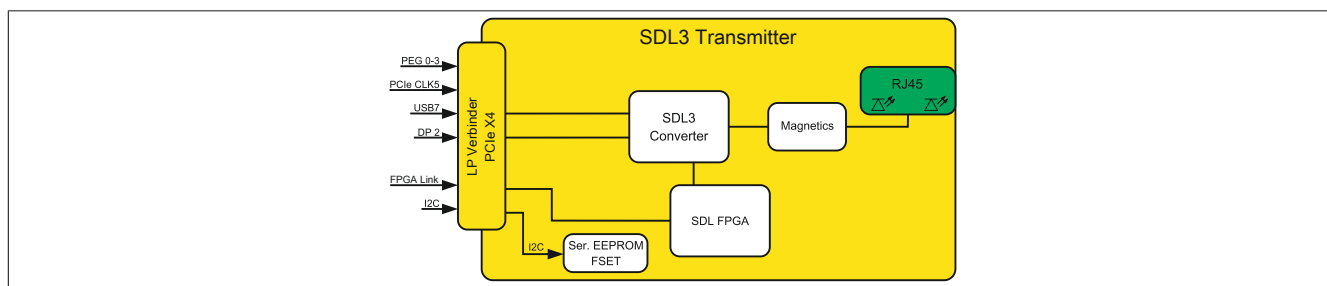 SDL3 Transmitter
PEG 0-3
PCIe CLK5
USB7
DP 2
FPGA Link
I2C
LP Verbinder
PCIe X4
SDL3
Converter
Magnetics
RJ45
SDL FPGA
I2C
Ser. EEPROM
FSET